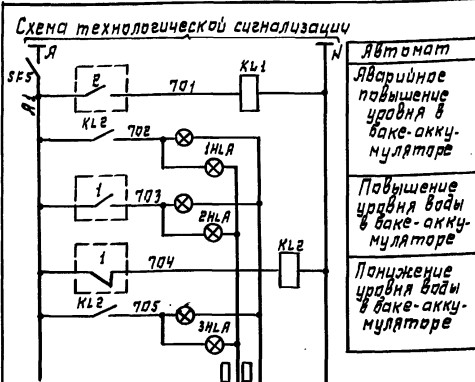 Схема технологической сигнализации
Я
N
Автомат
SF5
А1
2
701
KL1
Аварийное
повышение
уровня в
баке-акку-
муляторе
KL2
702
1HLA
1
703
2HLA
Повышение
уровня воды
в баке-акку-
муляторе
1
704
KL2
Понижение
уровня воды
в баке-акку-
муляторе
KL2
705
3HLA